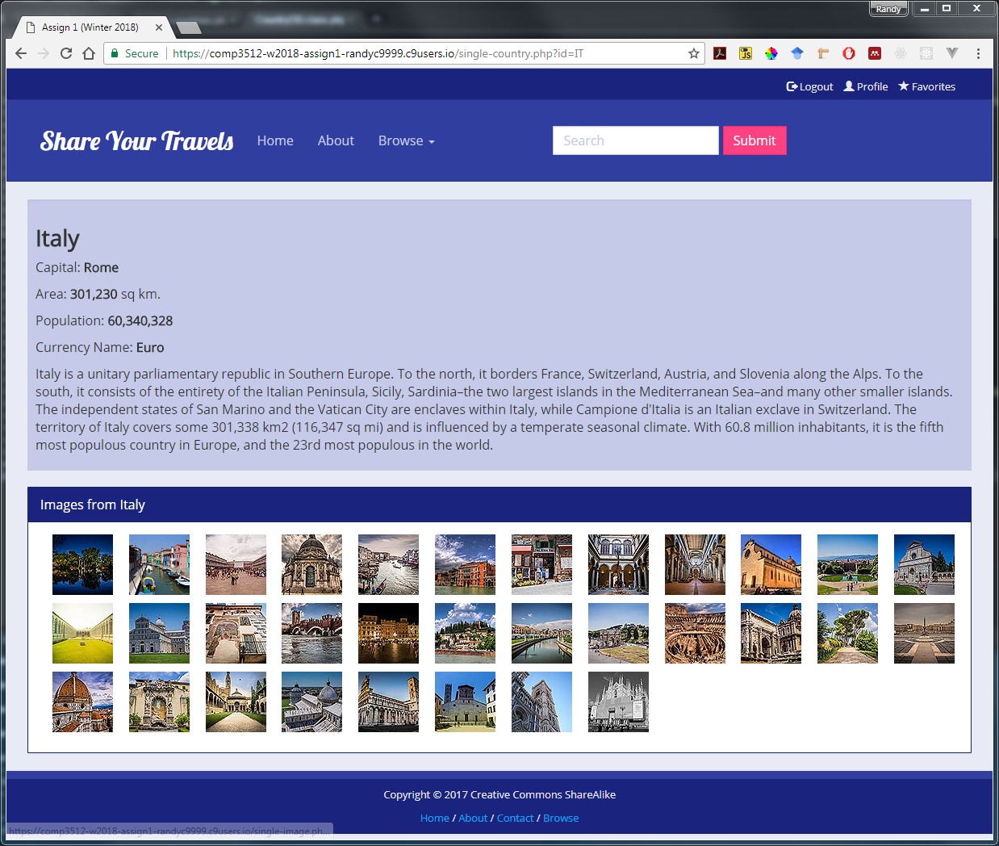 Randy
Assign 1 (Winter 2018)
Secure
https://comp3512-w2018-assign1-randyc9999.c9users.io/single-country.php?id=IT
JS
Logout Profile Favorites
Share Your Travels Home About Browse
Search Submit
Italy
Capital: Rome
Area: 301,230 sq km.
Population: 60,340,328
Currency Name: Euro
Italy is a unitary parliamentary republic in Southern Europe. To the north, it borders France, Switzerland, Austria, and Slovenia along the Alps. To the
south, it consists of the entirety of the Italian Peninsula, Sicily, Sardinia–the two largest islands in the Mediterranean Sea–and many other smaller islands.
The independent states of San Marino and the Vatican City are enclaves within Italy, while Campione d'Italia is an Italian exclave in Switzerland. The
territory of Italy covers some 301,338 km2 (116,347 sq mi) and is influenced by a temperate seasonal climate. With 60.8 million inhabitants, it is the fifth
most populous country in Europe, and the 23rd most populous in the world.
Images from Italy
Copyright © 2017 Creative Commons ShareAlike
Home / About / Contact / Browse
https://comp3512-w2018-assign1-randyc9999.c9users.io/single-image.ph...